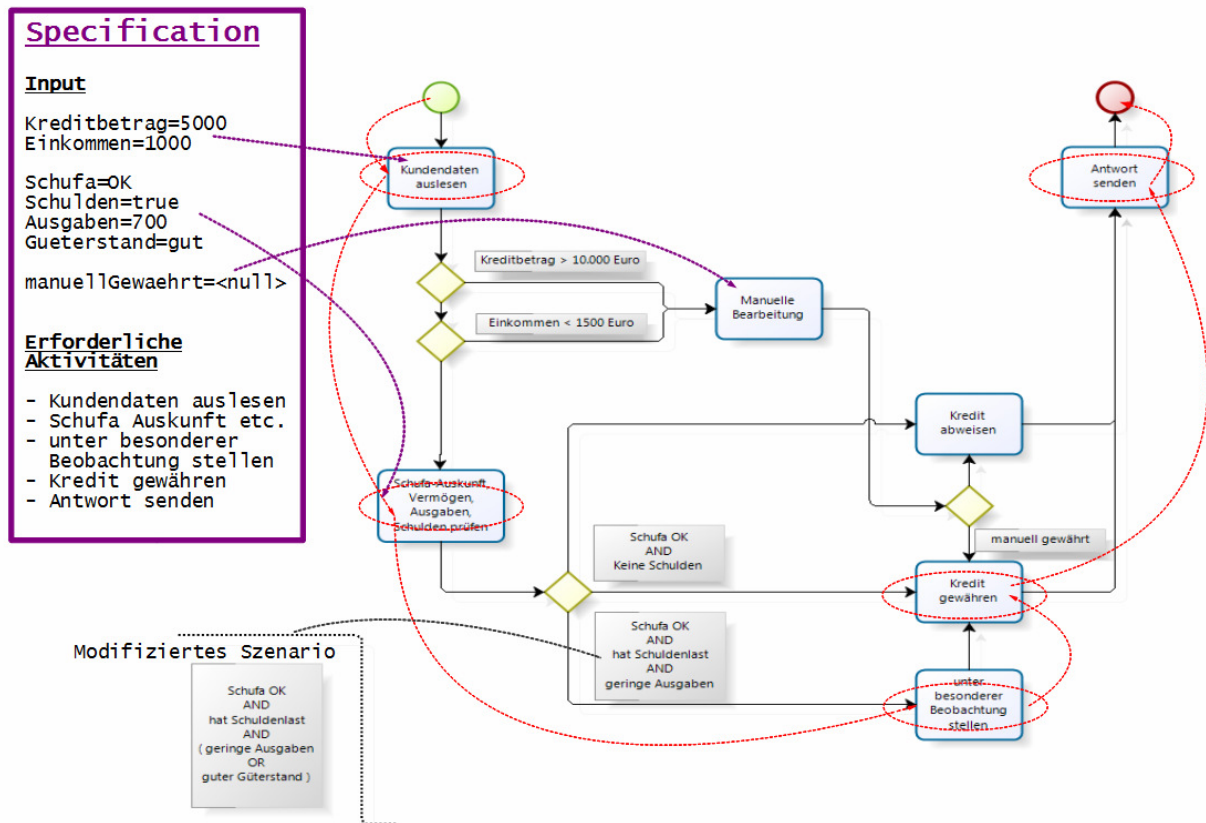 Specification
Input
Kreditbetrag=5000
Einkommen=1000
Schufa=OK
Schulden=true
Ausgaben=700
Gueterstand=gut
manuellGewaehrt=<null>
Erforderliche
Aktivitäten
- Kundendaten auslesen
- Schufa Auskunft etc.
- unter besonderer
Beobachtung stellen
- Kredit gewähren
- Antwort senden
Kundendaten
auslesen
Antwort
senden
Kreditbetrag > 10.000 Euro
Einkommen < 1500 Euro
Manuelle
Bearbeitung
Kredit
abweisen
Schufa-Auskunft
Vermögen,
Ausgaben,
Schulden prüfen
Schufa OK
AND
Keine Schulden
manuell gewährt
Kredit
gewähren
Schufa OK
AND
hat Schuldenlast
AND
geringe Ausgaben
unter
besonderer
Beobachtung
stellen
Modifiziertes Szenario
Schufa OK
AND
hat Schuldenlast
AND
( geringe Ausgaben
OR
guter Güterstand )